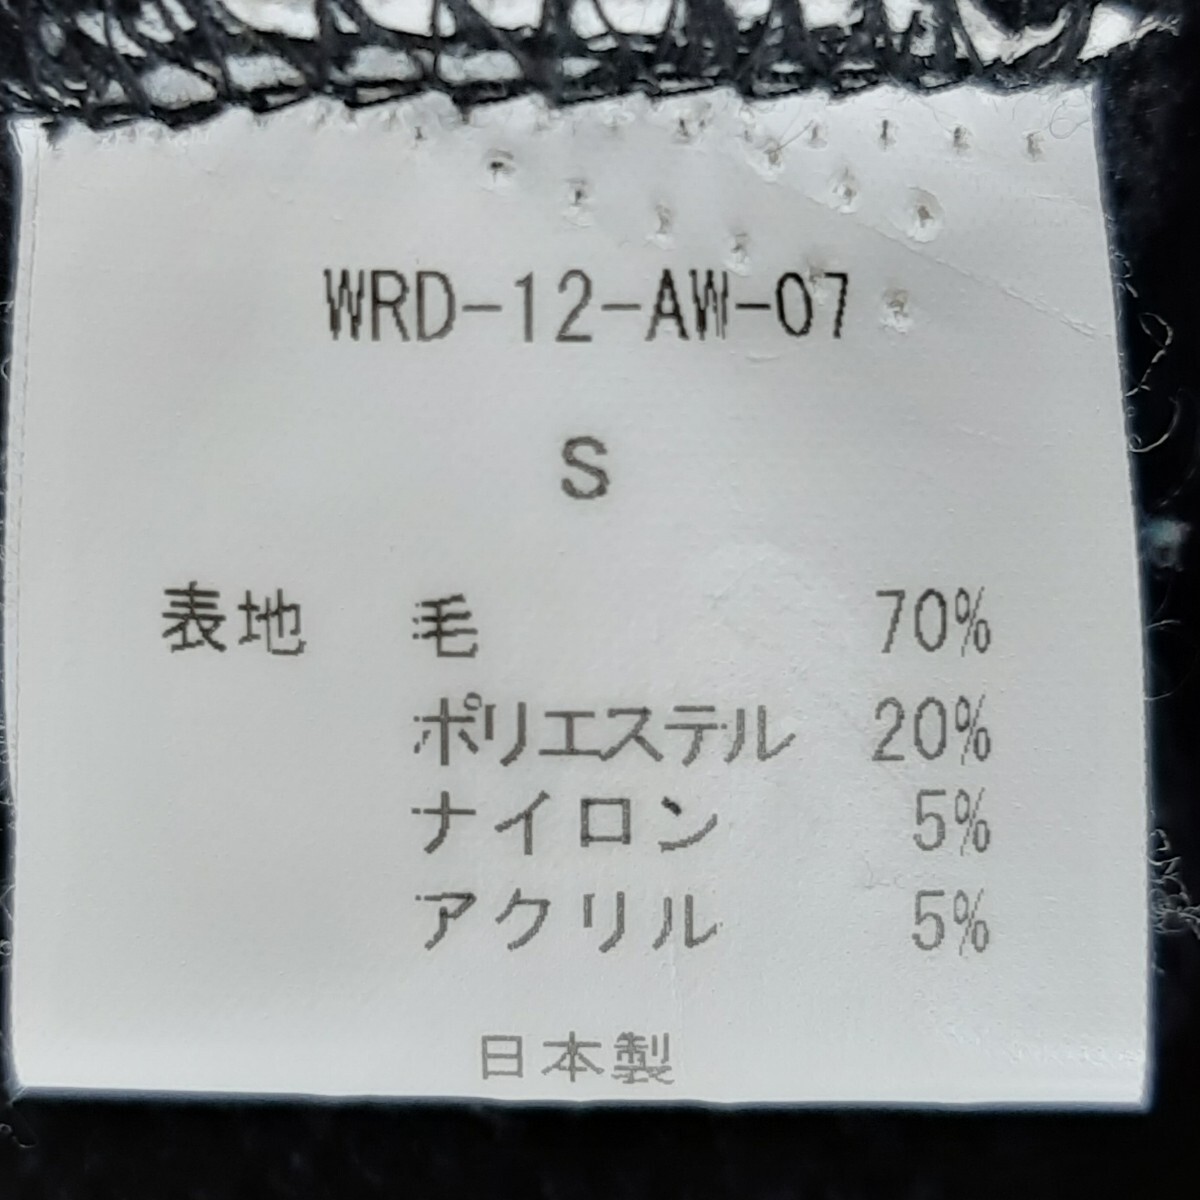 WRD-12-AW-07
S
表地 毛 70%
ポリエステル 20%
ナイロン 5%
アクリル 5%
日本製